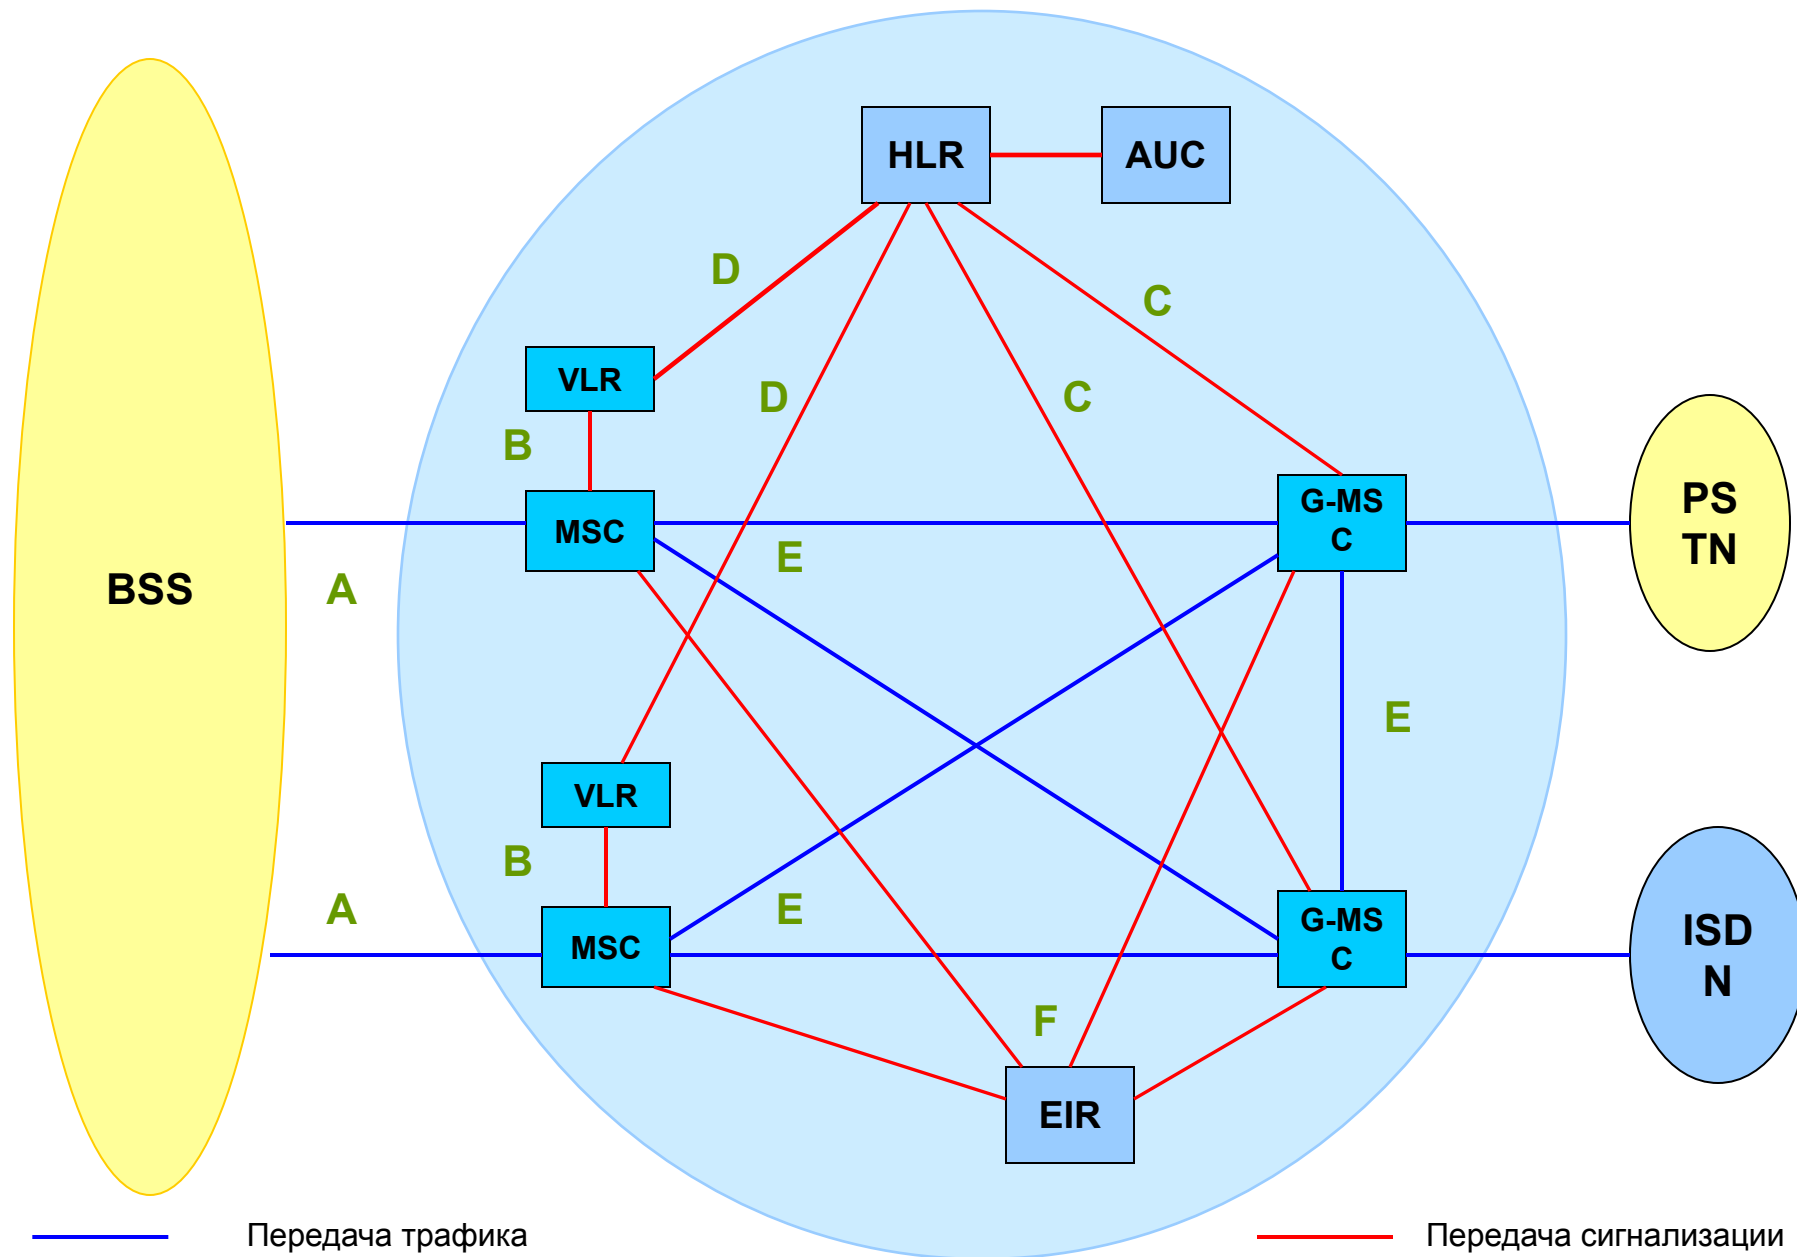 HLR
AUC
D
C
VLR
D
C
B
PS
TN
G-MS
C
MSC
E
BSS
A
E
VLR
B
E
A
G-MS
C
ISD
N
MSC
F
EIR
Передача трафика
Передача сигнализации